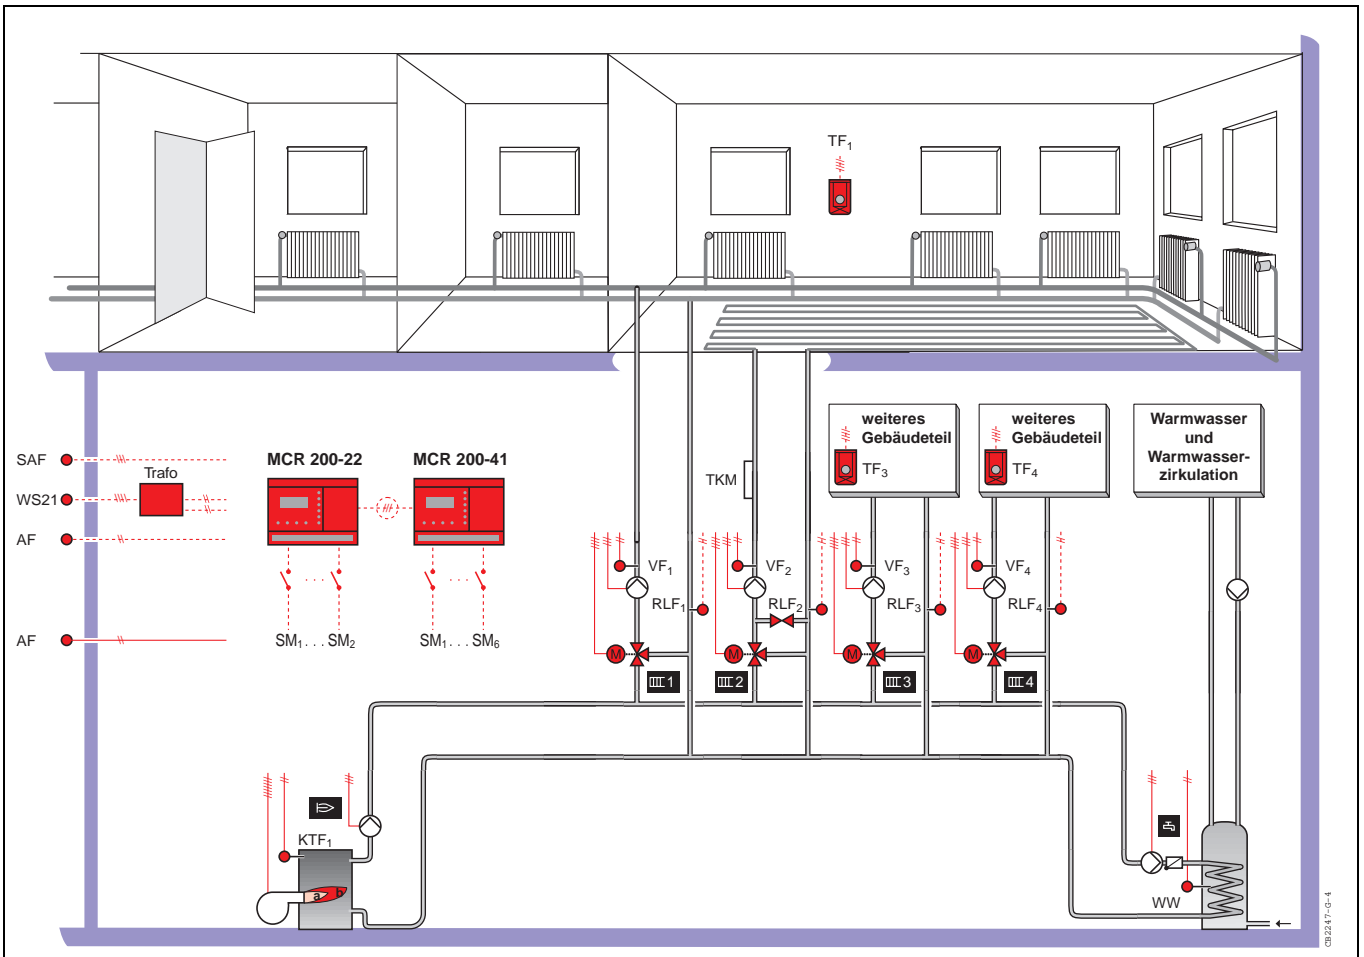 TF1
weiteres
Gebäudeteil
TF3
weiteres
Gebäudeteil
TF4
Warmwasser
und
Warmwasser-
zirkulation
SAF
Trafo
WS21
AF
AF
MCR 200-22
MCR 200-41
SM1 . . . SM2
SM1 . . . SM6
TKM
VF1
VF2
VF3
VF4
RLF1
RLF2
RLF3
RLF4
M
M
M
M
1
2
3
4
KTF1
a
b
WW
CB2247-G-4